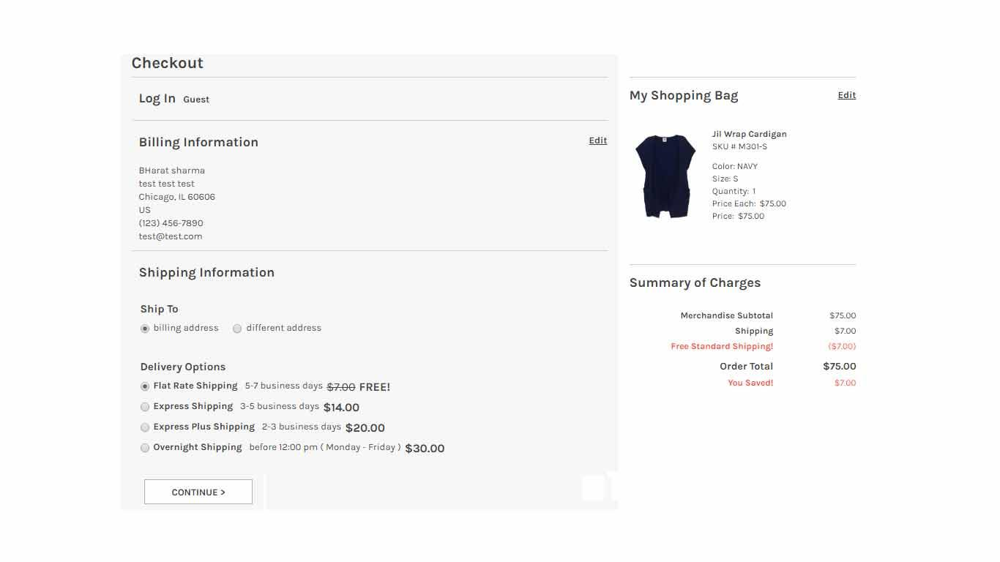 Checkout
Log In Guest
Billing Information Edit
BHarat sharma
test test test
Chicago, IL 60606
US
(123) 456-7890
test@test.com
Shipping Information
Ship To
billing address different address
Delivery Options
Flat Rate Shipping 5-7 business days $7.00 FREE!
Express Shipping 3-5 business days $14.00
Express Plus Shipping 2-3 business days $20.00
Overnight Shipping before 12:00 pm ( Monday - Friday ) $30.00
CONTINUE >
My Shopping Bag Edit
Jil Wrap Cardigan
SKU # M301-S
Color: NAVY
Size: S
Quantity: 1
Price Each: $75.00
Price: $75.00
Summary of Charges
Merchandise Subtotal $75.00
Shipping $7.00
Free Standard Shipping! ($7.00)
Order Total $75.00
You Saved! $7.00